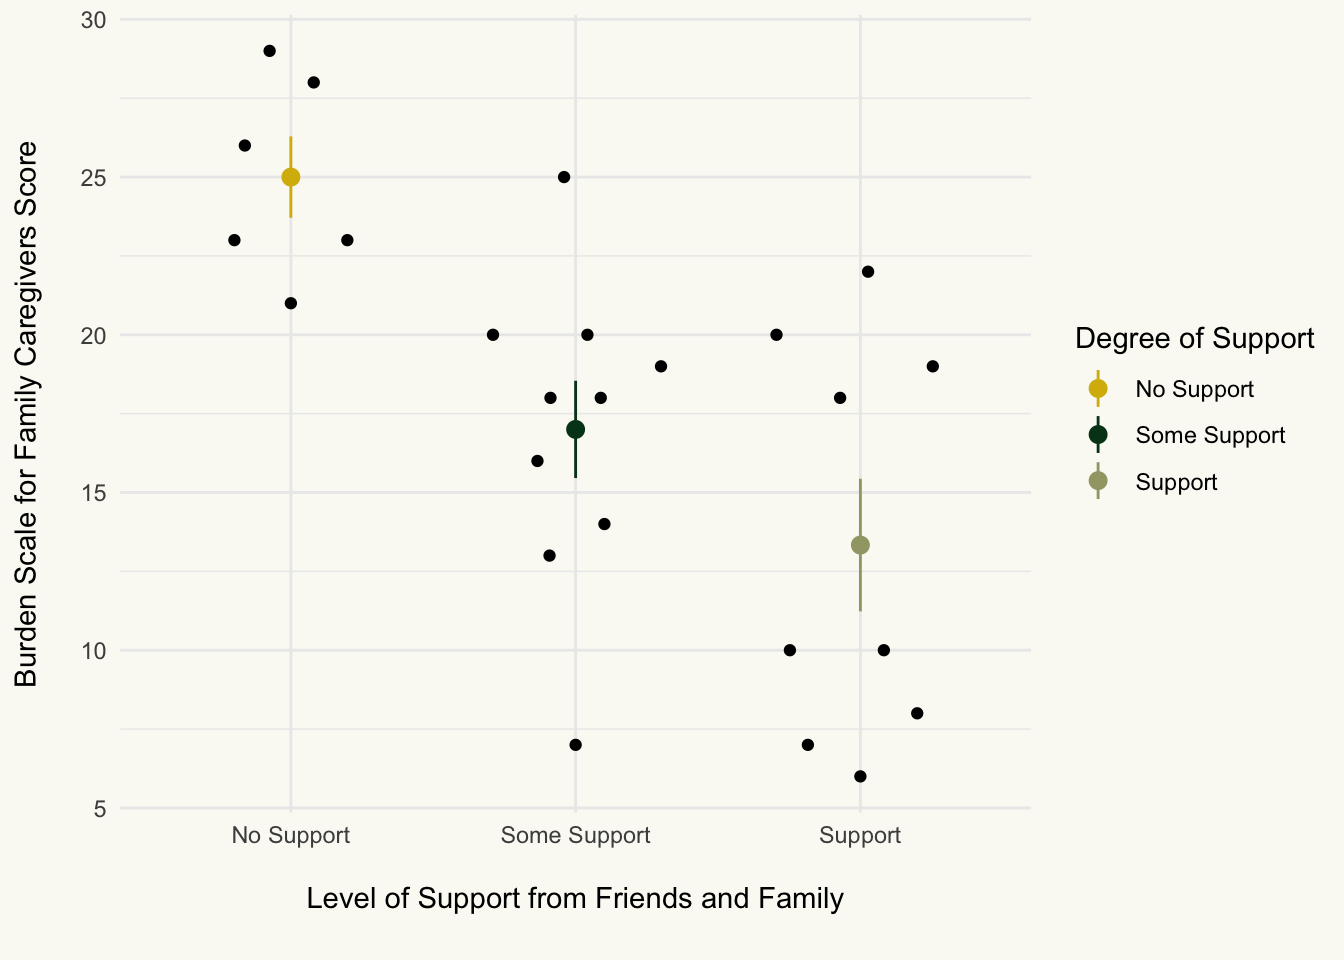 30
25
20
15
10
5
Burden Scale for Family Caregivers Score
No Support
Some Support
Support
Level of Support from Friends and Family
Degree of Support
No Support
Some Support
Support